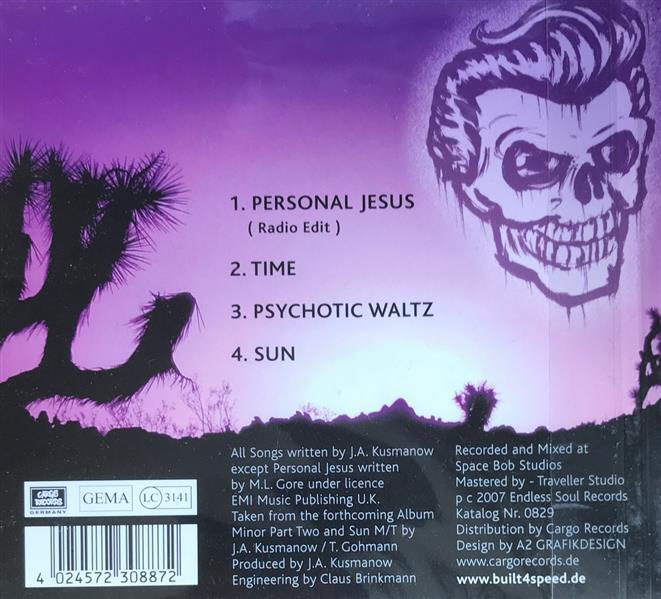 1. PERSONAL JESUS
( Radio Edit )
2. TIME
3. PSYCHOTIC WALTZ
4. SUN
All Songs written by J.A. Kusmanow
except Personal Jesus written
by M.L. Gore under licence
EMI Music Publishing U.K.
Taken from the forthcoming Album
Minor Part Two and Sun M/T by
J.A. Kusmanow / T. Gohmann
Produced by J.A. Kusmanow
Engineering by Claus Brinkmann
Recorded and Mixed at
Space Bob Studios
Mastered by - Traveller Studio
p c 2007 Endless Soul Records
Katalog Nr. 0829
Distribution by Cargo Records
Design by A2 GRAFIKDESIGN
www.cargorecords.de
www.built4speed.de
CARGO
RECORDS
GERMANY
GEMA
LC 3141
4 024572 308872